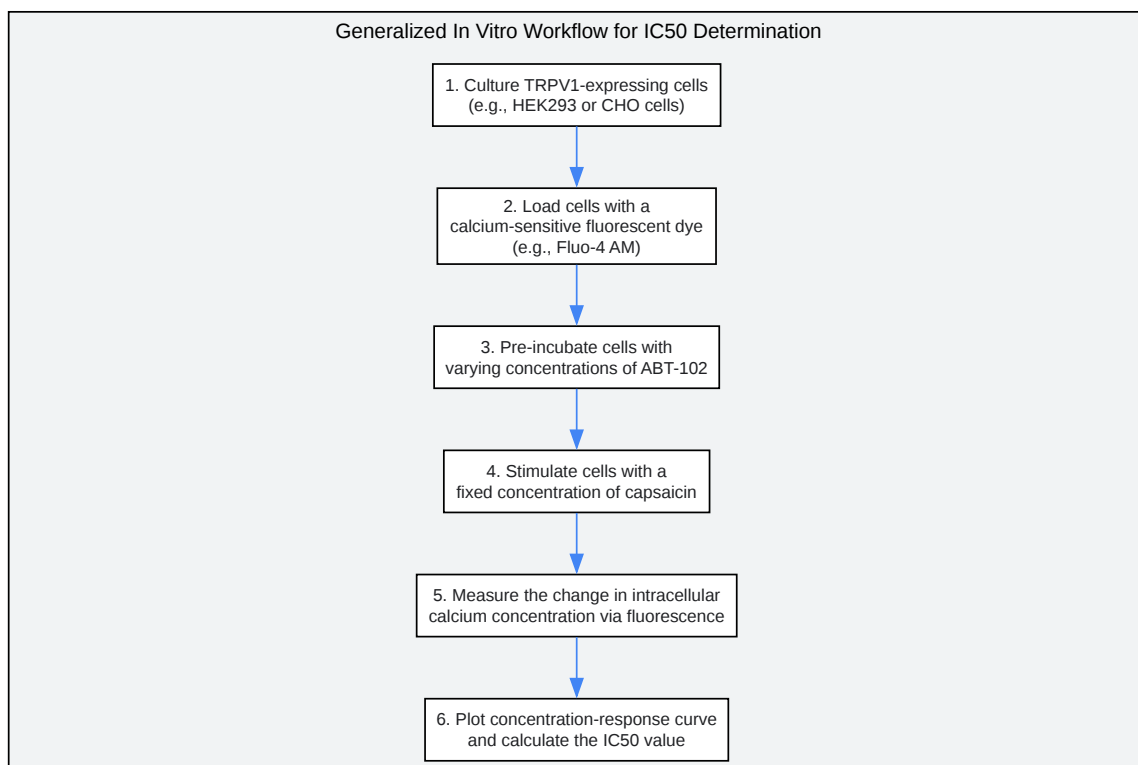 Generalized In Vitro Workflow for IC50 Determination
1. Culture TRPV1-expressing cells
(e.g., HEK293 or CHO cells)
2. Load cells with a
calcium-sensitive fluorescent dye
(e.g., Fluo-4 AM)
3. Pre-incubate cells with
varying concentrations of ABT-102
4. Stimulate cells with a
fixed concentration of capsaicin
5. Measure the change in intracellular
calcium concentration via fluorescence
6. Plot concentration-response curve
and calculate the IC50 value